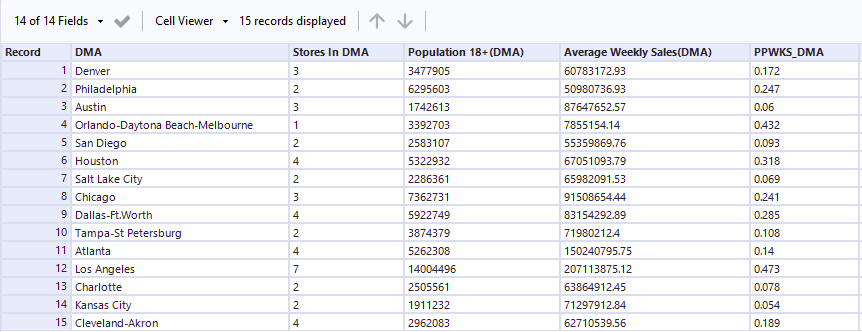 14 of 14 Fields Cell Viewer 15 records displayed
Record DMA Stores In DMA Population 18+(DMA) Average Weekly Sales(DMA) PPWKS_DMA
1 Denver 3 3477905 60783172.93 0.172
2 Philadelphia 2 6295603 50980736.93 0.247
3 Austin 3 1742613 87647652.57 0.06
4 Orlando-Daytona Beach-Melbourne 1 3392703 7855154.14 0.432
5 San Diego 2 2583107 55359869.76 0.093
6 Houston 4 5322932 67051093.79 0.318
7 Salt Lake City 2 2286361 65982091.53 0.069
8 Chicago 3 7362731 91508654.44 0.241
9 Dallas-Ft.Worth 4 5922749 83154292.89 0.285
10 Tampa-St Petersburg 2 3874379 71980212.4 0.108
11 Atlanta 4 5262308 150240795.75 0.14
12 Los Angeles 7 14004496 207113875.12 0.473
13 Charlotte 2 2505561 63864912.45 0.078
14 Kansas City 2 1911232 71297912.84 0.054
15 Cleveland-Akron 4 2962083 62710539.56 0.189